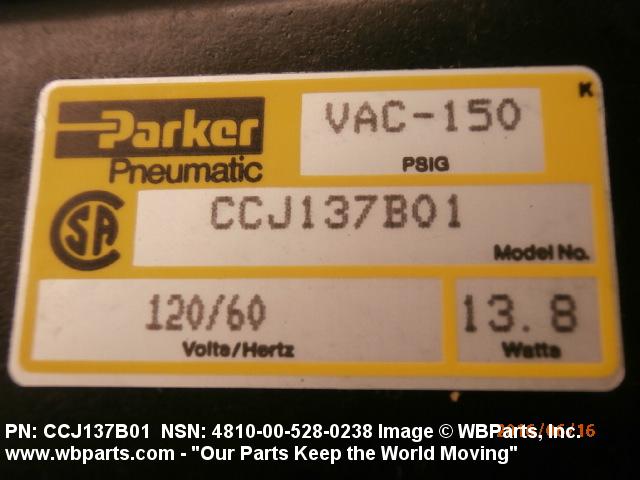 K
Parker
Pneumatic
VAC-150
PSIG
CSA
CCJ137B01
Model No.
120/60
Volts/Hertz
13.8
Watts
PN: CCJ137B01 NSN: 4810-00-528-0238 Image © WBParts, Inc.
www.wbparts.com - "Our Parts Keep the World Moving"